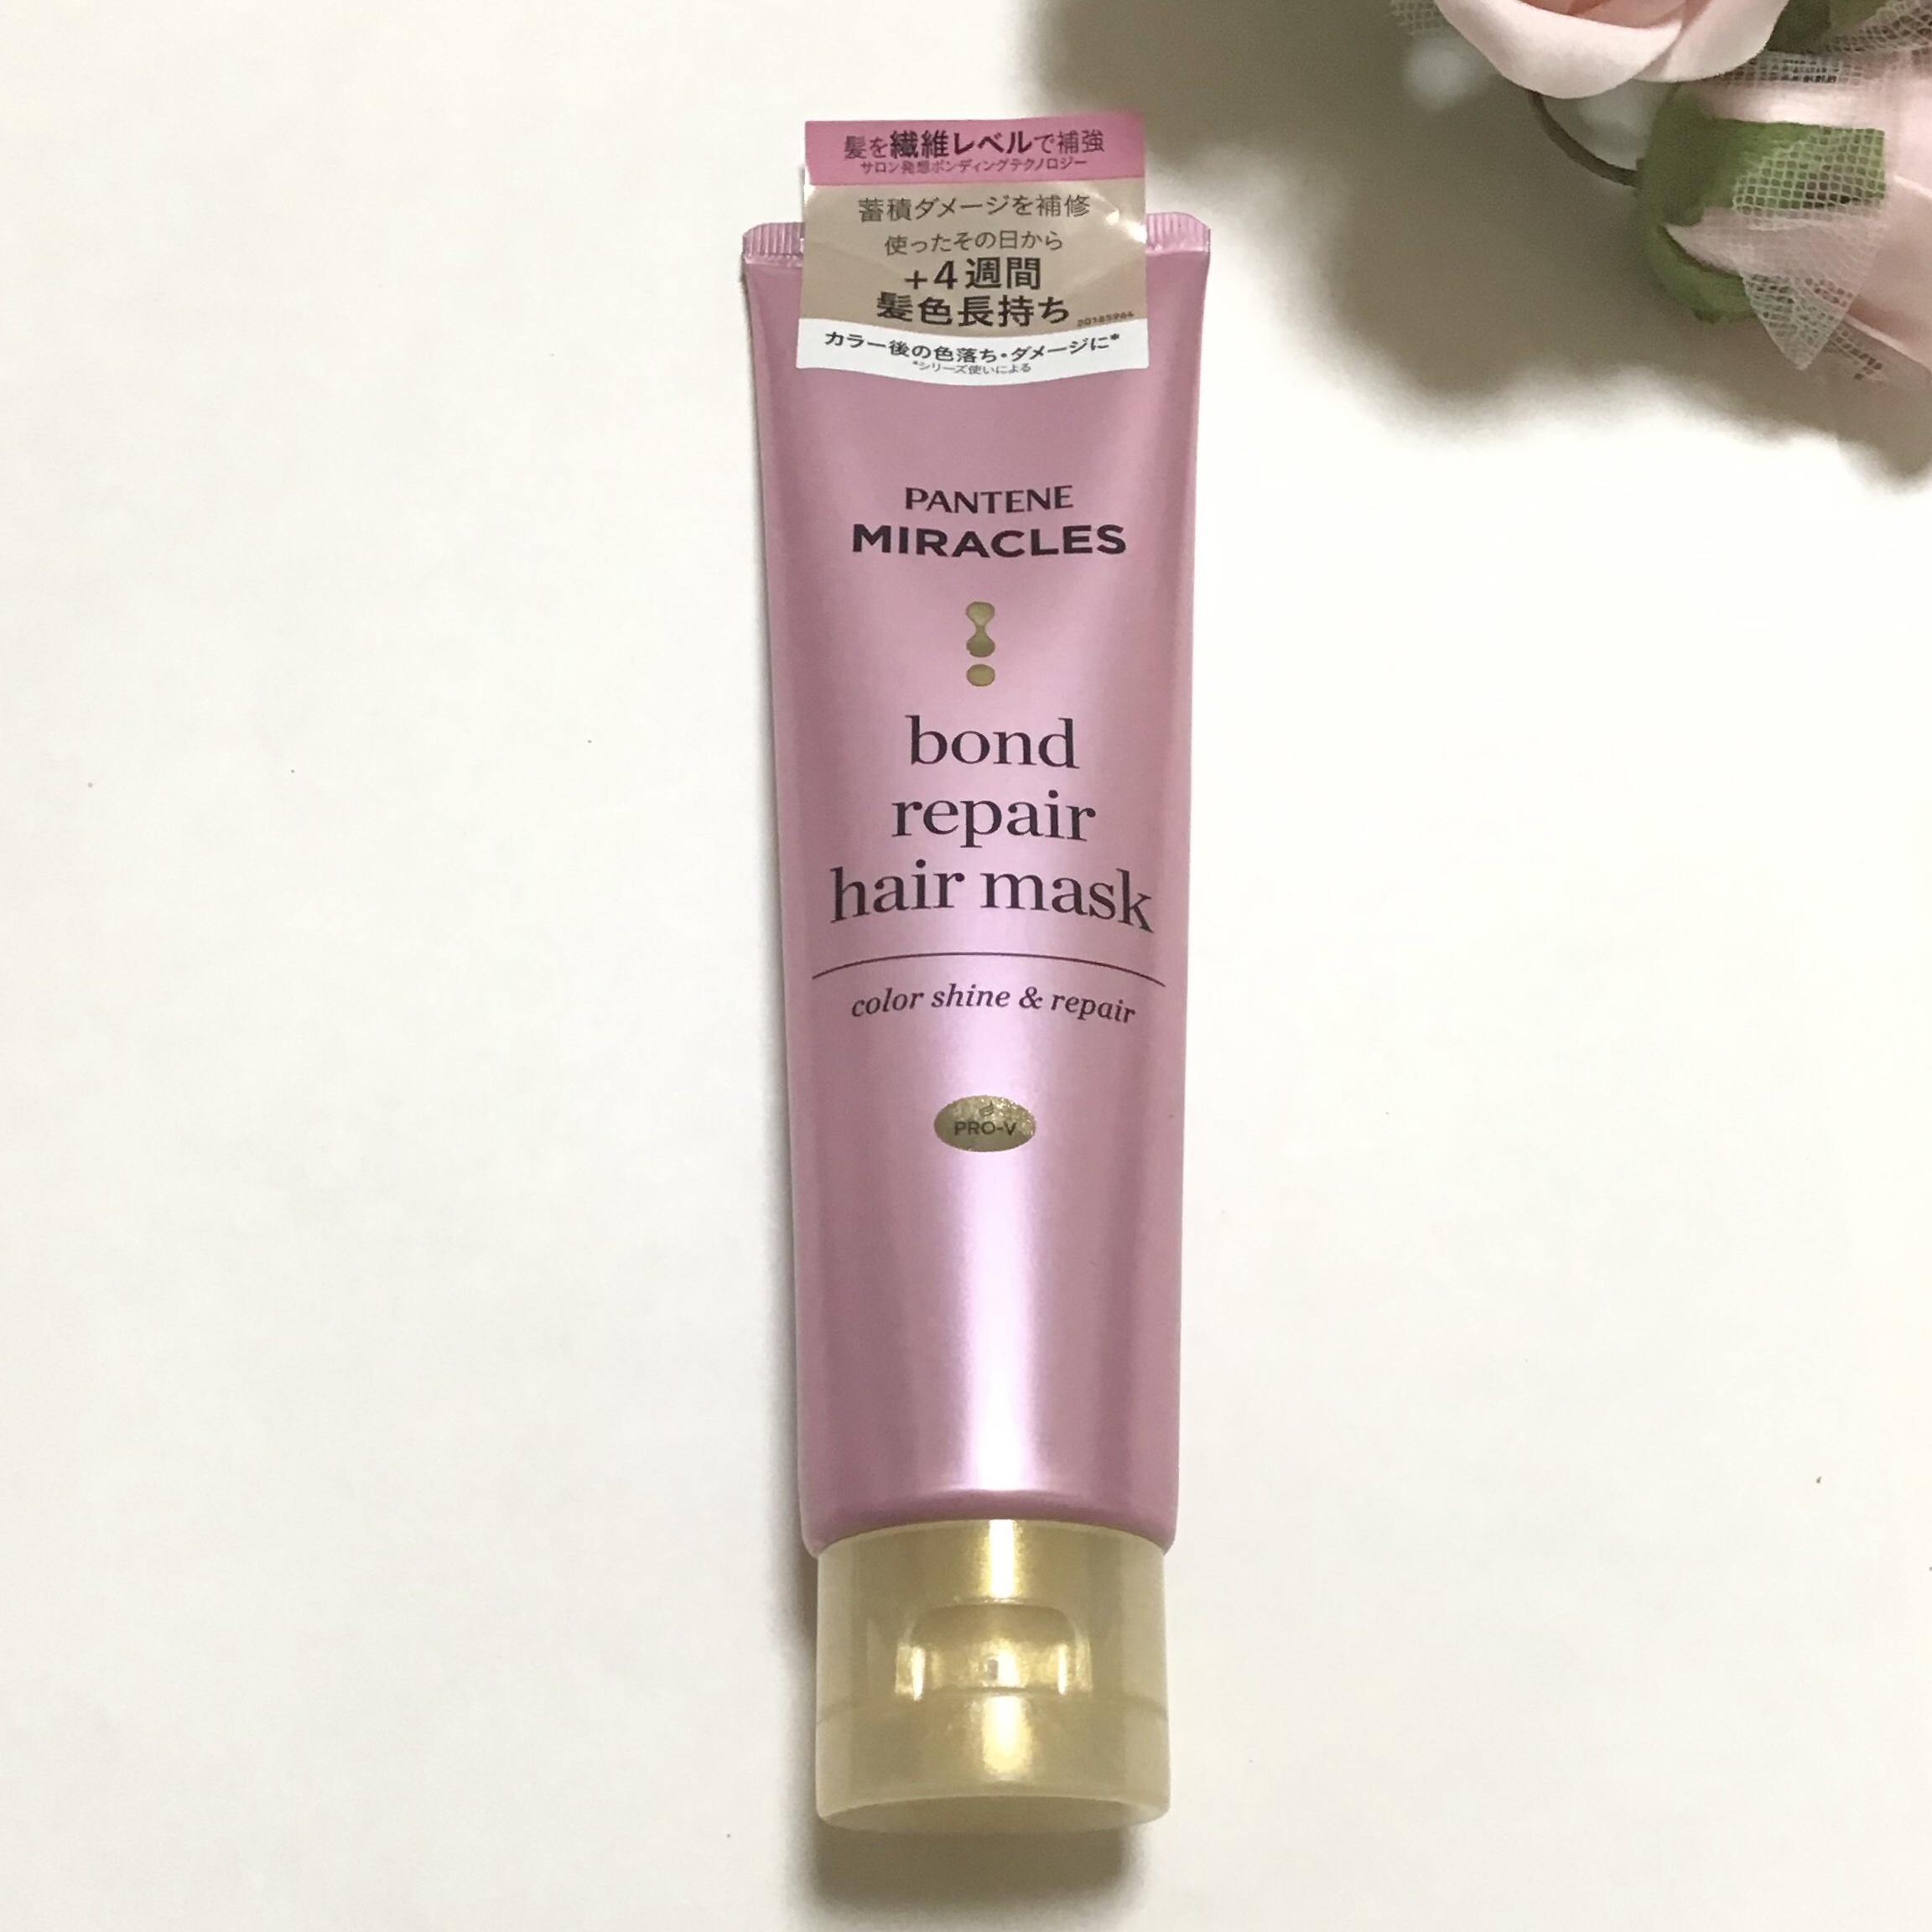 髪を繊維レベルで補強
サロン発想ボンディングテクノロジー
蓄積ダメージを補修
使ったその日から
+4週間
髪色長持ち
20185964
カラー後の色落ち・ダメージに*
*シリーズ使いによる
PANTENE
MIRACLES
bond
repair
hair mask
color shine & repair
PRO-V